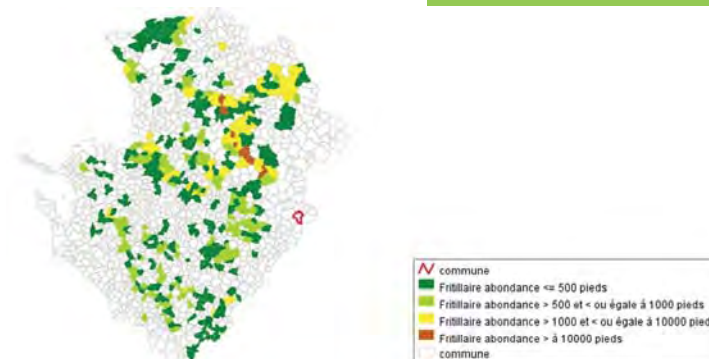 commune
Fritillaire abondance <= 500 pieds
Fritillaire abondance > 500 et < ou égale à 1000 pieds
Fritillaire abondance > 1000 et < ou égale à 10000 pied
Fritillaire abondance > à 10000 pieds
commune